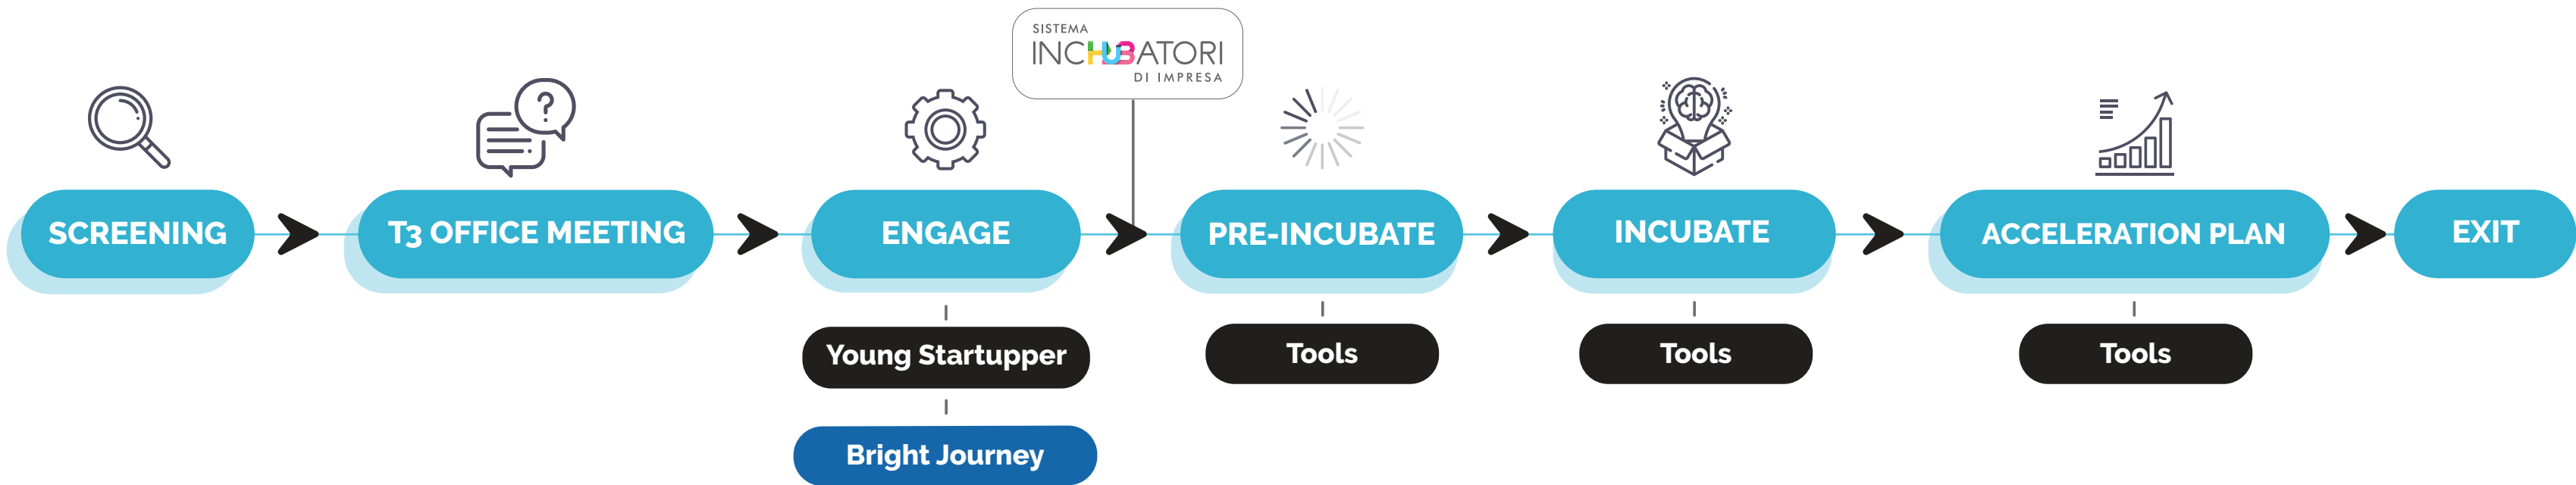 SISTEMA
INCHUBATORI
DI IMPRESA
?
SCREENING
T3 OFFICE MEETING
ENGAGE
PRE-INCUBATE
INCUBATE
ACCELERATION PLAN
EXIT
Young Startupper
Tools
Tools
Tools
Bright Journey